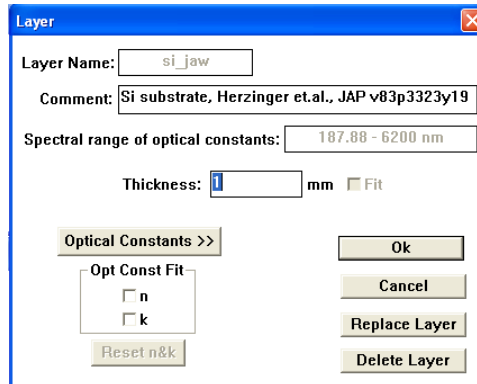 Layer
Layer Name: si_jaw
Comment: Si substrate, Herzinger et.al., JAP v83p3323y19
Spectral range of optical constants: 187.88 - 6200 nm
Thickness: 1 mm Fit
Optical Constants >>
Ok
Opt Const Fit
n
Cancel
k
Replace Layer
Reset n&k
Delete Layer